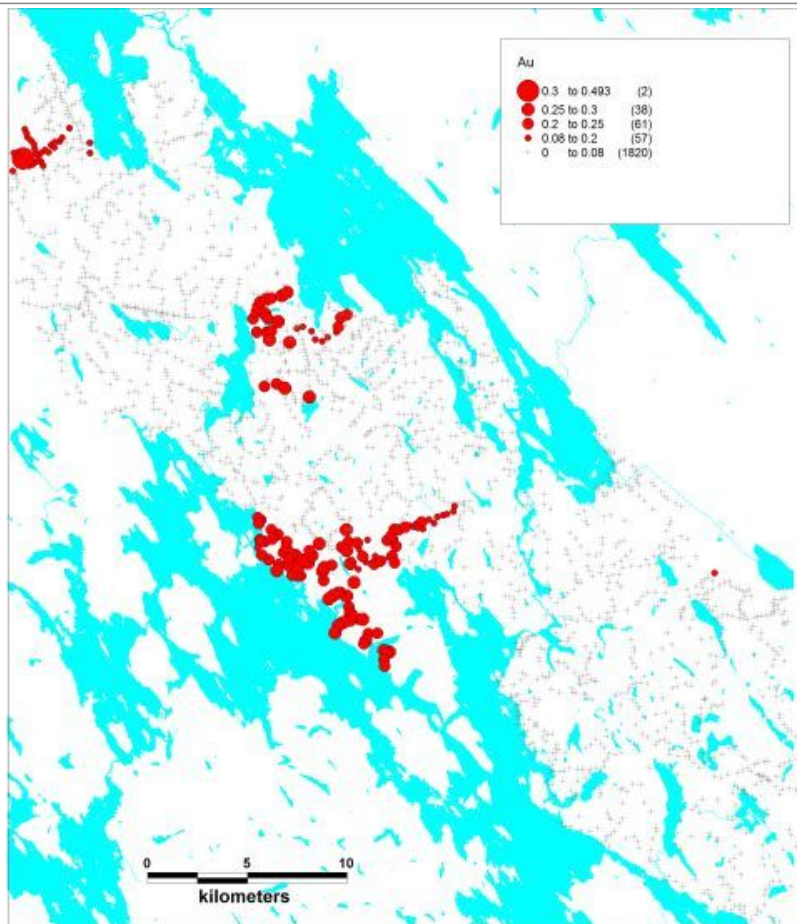 Au
0.3 to 0.493 (2)
0.25 to 0.3 (38)
0.2 to 0.25 (61)
0.08 to 0.2 (57)
0 to 0.08 (1820)
0 5 10
kilometers